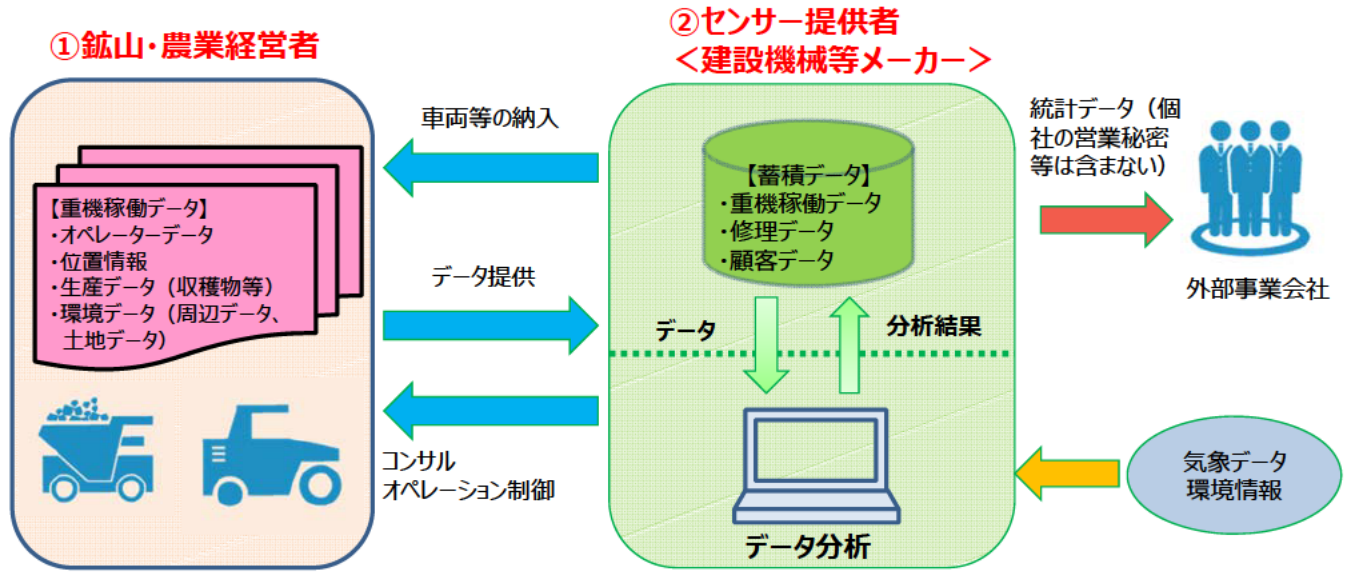 ①鉱山・農業経営者
【重機稼働データ】
・オペレーターデータ
・位置情報
・生産データ（収穫物等）
・環境データ（周辺データ、
土地データ）
車両等の納入
データ提供
コンサル
オペレーション制御
②センサー提供者
＜建設機械等メーカー＞
【蓄積データ】
・重機稼働データ
・修理データ
・顧客データ
データ
分析結果
データ分析
統計データ（個
社の営業秘密
等は含まない）
外部事業会社
気象データ
環境情報